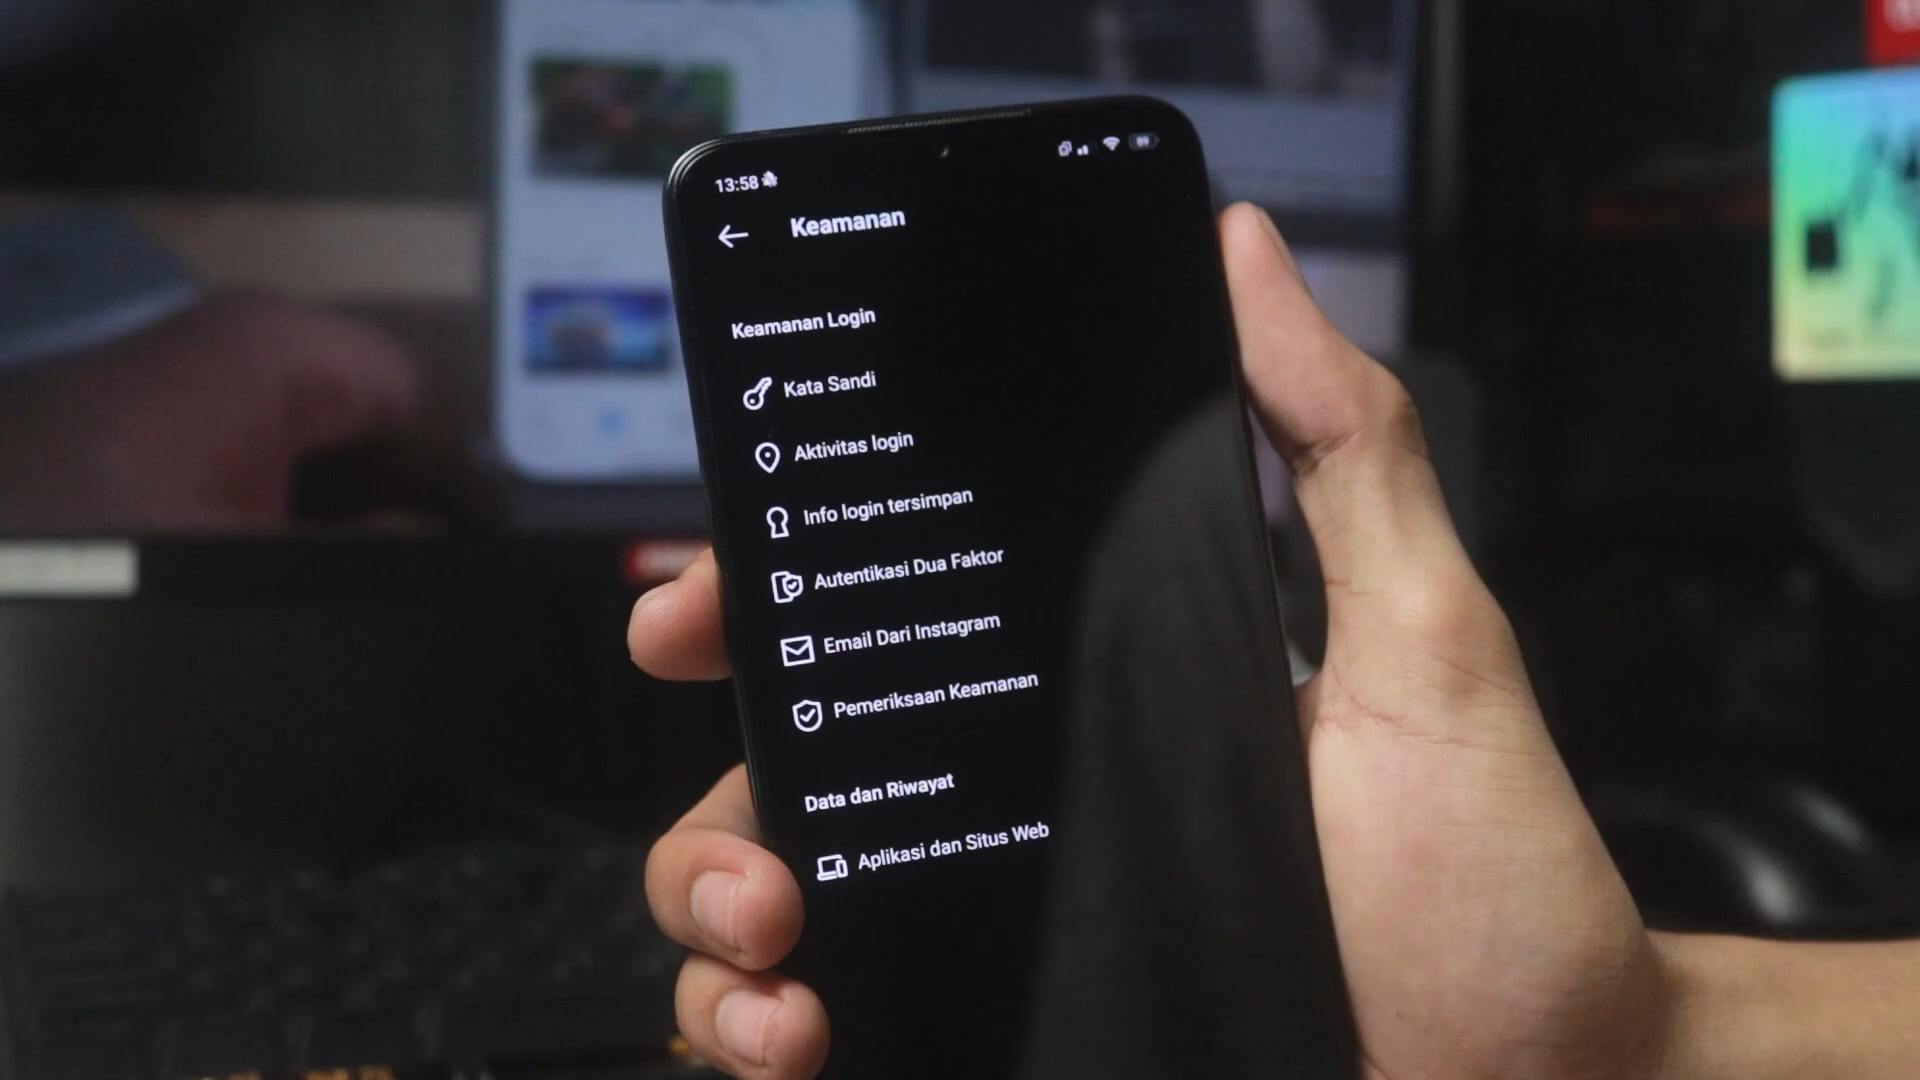 13:58
89
Keamanan
Keamanan Login
Kata Sandi
Aktivitas login
Info login tersimpan
Autentikasi Dua Faktor
Email Dari Instagram
Pemeriksaan Keamanan
Data dan Riwayat
Aplikasi dan Situs Web